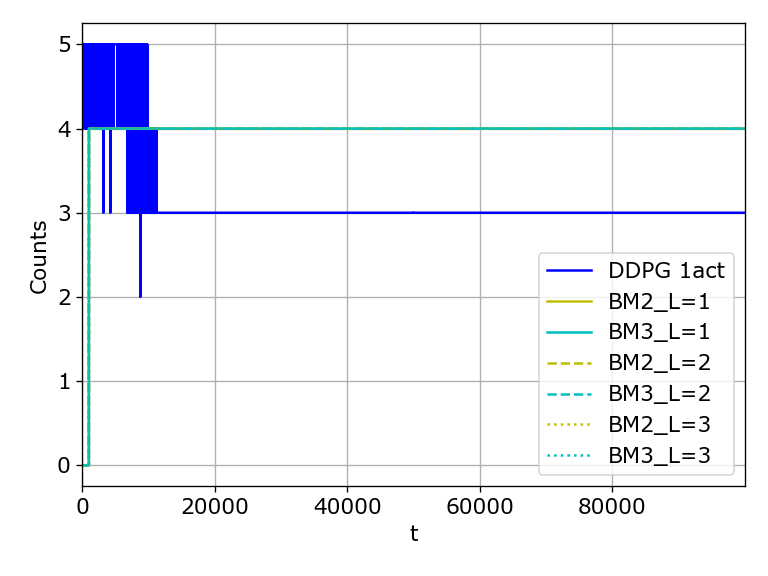 5
4
3
2
1
0
Counts
0 20000 40000 60000 80000
t
DDPG 1act
BM2_L=1
BM3_L=1
BM2_L=2
BM3_L=2
BM2_L=3
BM3_L=3